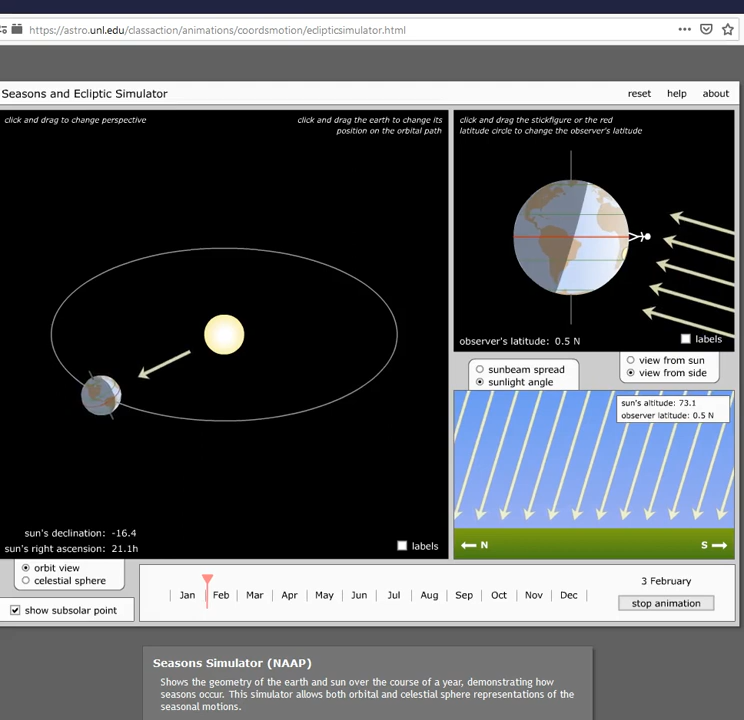 https://astro.unl.edu/classaction/animations/coordsmotion/eclipticsimulator.html
Seasons and Ecliptic Simulator
reset help about
click and drag to change perspective
click and drag the earth to change its
position on the orbital path
click and drag the stickfigure or the red
latitude circle to change the observer's latitude
observer's latitude: 0.5 N
labels
sunbeam spread
sunlight angle
view from sun
view from side
sun's altitude: 73.1
observer latitude: 0.5 N
N
S
sun's declination: -16.4
sun's right ascension: 21.1h
labels
orbit view
celestial sphere
show subsolar point
Jan Feb Mar Apr May Jun Jul Aug Sep Oct Nov Dec
3 February
stop animation
Seasons Simulator (NAAP)
Shows the geometry of the earth and sun over the course of a year, demonstrating how
seasons occur. This simulator allows both orbital and celestial sphere representations of the
seasonal motions.